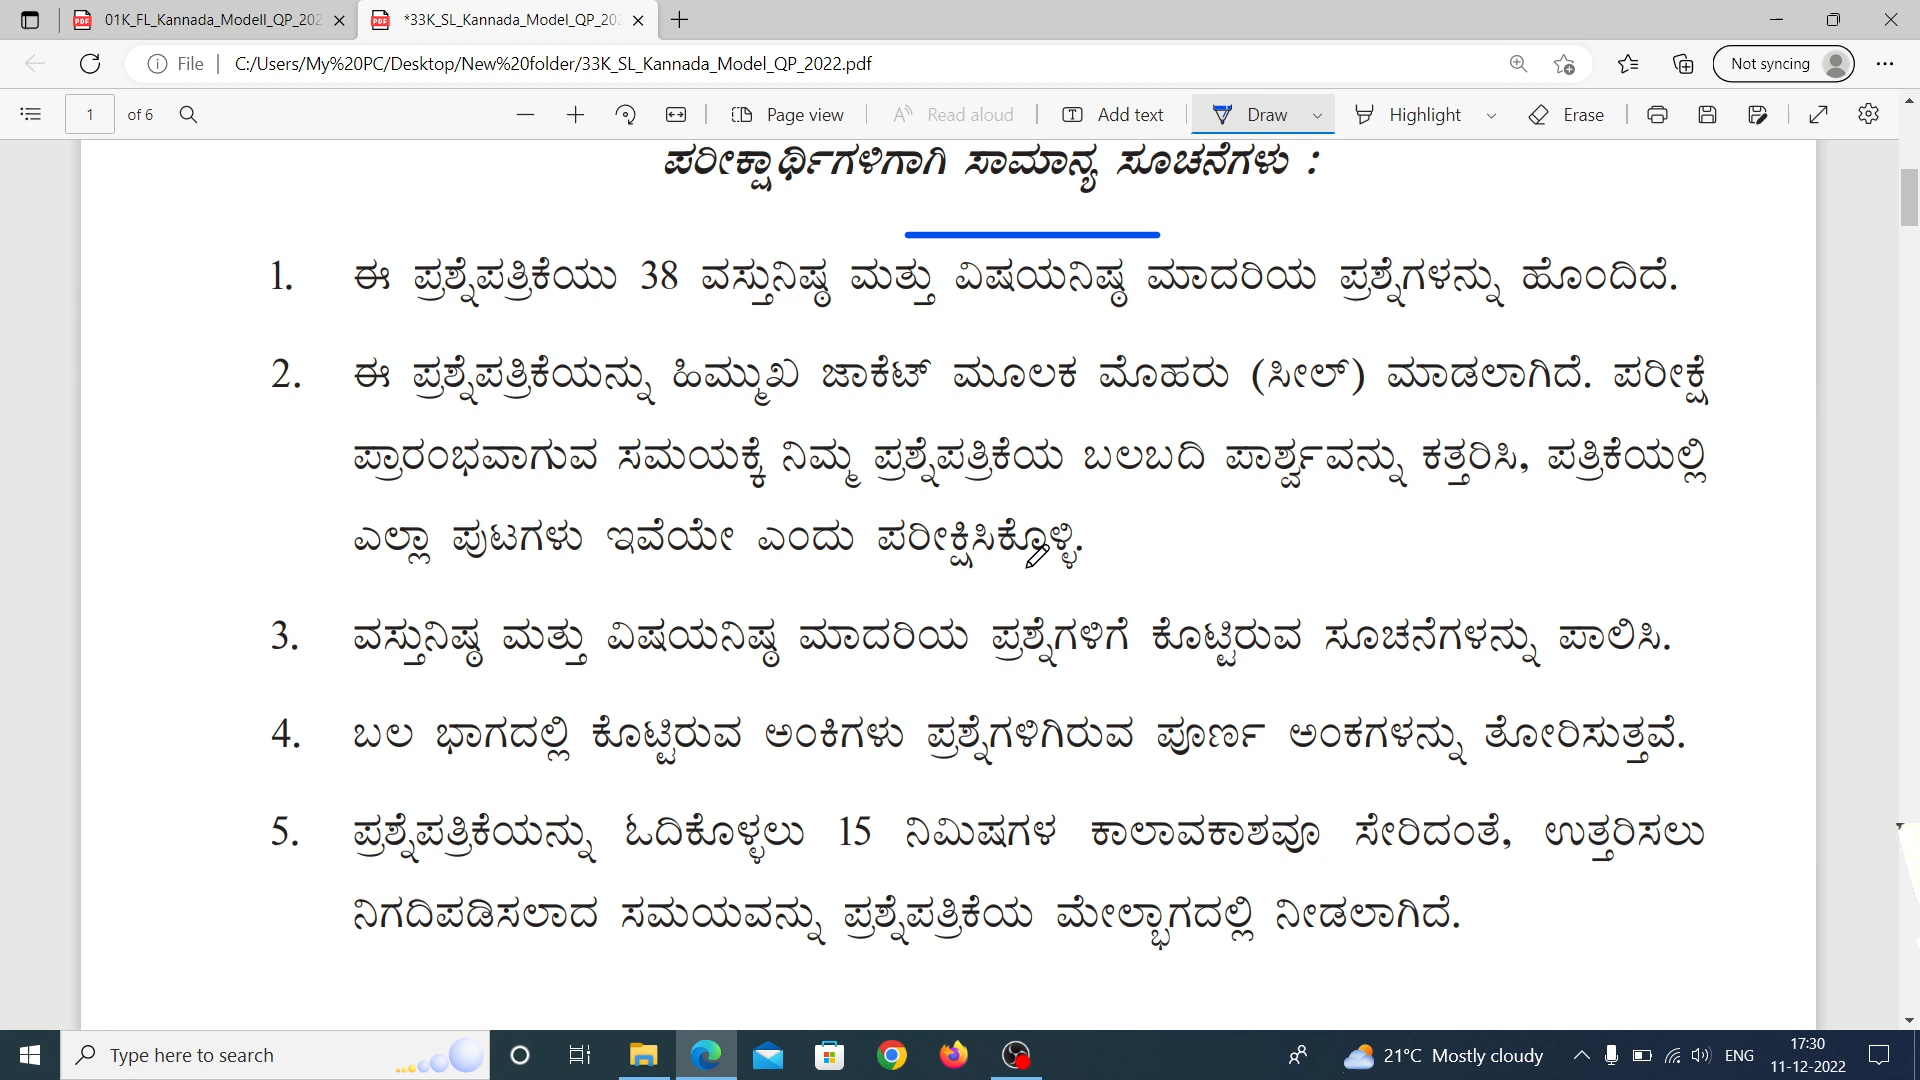 01K_FL_Kannada_Modell_QP_202
*33K_SL_Kannada_Model_QP_20
File
C:/Users/My%20PC/Desktop/New%20folder/33K_SL_Kannada_Model_QP_2022.pdf
Not syncing
1 of 6
Page view
Read aloud
Add text
Draw
Highlight
Erase
ಪರೀಕ್ಷಾರ್ಥಿಗಳಿಗಾಗಿ ಸಾಮಾನ್ಯ ಸೂಚನೆಗಳು :
1. ಈ ಪ್ರಶ್ನೆಪತ್ರಿಕೆಯು 38 ವಸ್ತುನಿಷ್ಠ ಮತ್ತು ವಿಷಯನಿಷ್ಠ ಮಾದರಿಯ ಪ್ರಶ್ನೆಗಳನ್ನು ಹೊಂದಿದೆ.
2. ಈ ಪ್ರಶ್ನೆಪತ್ರಿಕೆಯನ್ನು ಹಿಮ್ಮುಖ ಜಾಕೆಟ್ ಮೂಲಕ ಮೊಹರು (ಸೀಲ್) ಮಾಡಲಾಗಿದೆ. ಪರೀಕ್ಷೆ
ಪ್ರಾರಂಭವಾಗುವ ಸಮಯಕ್ಕೆ ನಿಮ್ಮ ಪ್ರಶ್ನೆಪತ್ರಿಕೆಯ ಬಲಬದಿ ಪಾರ್ಶ್ವವನ್ನು ಕತ್ತರಿಸಿ, ಪತ್ರಿಕೆಯಲ್ಲಿ
ಎಲ್ಲಾ ಪುಟಗಳು ಇವೆಯೇ ಎಂದು ಪರೀಕ್ಷಿಸಿಕೊಳ್ಳಿ.
3. ವಸ್ತುನಿಷ್ಠ ಮತ್ತು ವಿಷಯನಿಷ್ಠ ಮಾದರಿಯ ಪ್ರಶ್ನೆಗಳಿಗೆ ಕೊಟ್ಟಿರುವ ಸೂಚನೆಗಳನ್ನು ಪಾಲಿಸಿ.
4. ಬಲ ಭಾಗದಲ್ಲಿ ಕೊಟ್ಟಿರುವ ಅಂಕಿಗಳು ಪ್ರಶ್ನೆಗಳಿಗಿರುವ ಪೂರ್ಣ ಅಂಕಗಳನ್ನು ತೋರಿಸುತ್ತವೆ.
5. ಪ್ರಶ್ನೆಪತ್ರಿಕೆಯನ್ನು ಓದಿಕೊಳ್ಳಲು 15 ನಿಮಿಷಗಳ ಕಾಲಾವಕಾಶವೂ ಸೇರಿದಂತೆ, ಉತ್ತರಿಸಲು
ನಿಗದಿಪಡಿಸಲಾದ ಸಮಯವನ್ನು ಪ್ರಶ್ನೆಪತ್ರಿಕೆಯ ಮೇಲ್ಭಾಗದಲ್ಲಿ ನೀಡಲಾಗಿದೆ.
Type here to search
21°C Mostly cloudy
ENG
17:30
11-12-2022